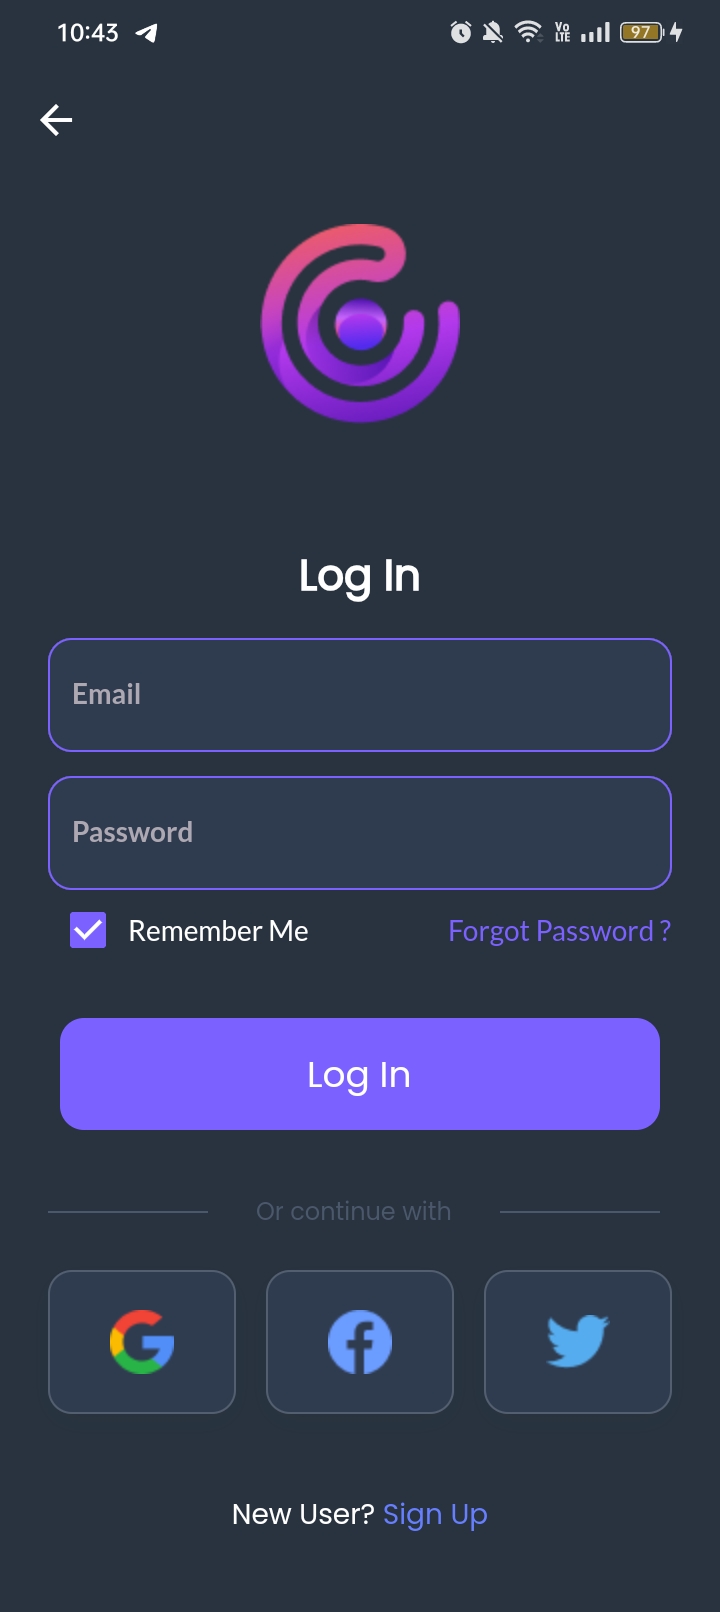 10:43
Vo LTE
97
Log In
Email
Password
Remember Me
Forgot Password ?
Log In
Or continue with
New User? Sign Up